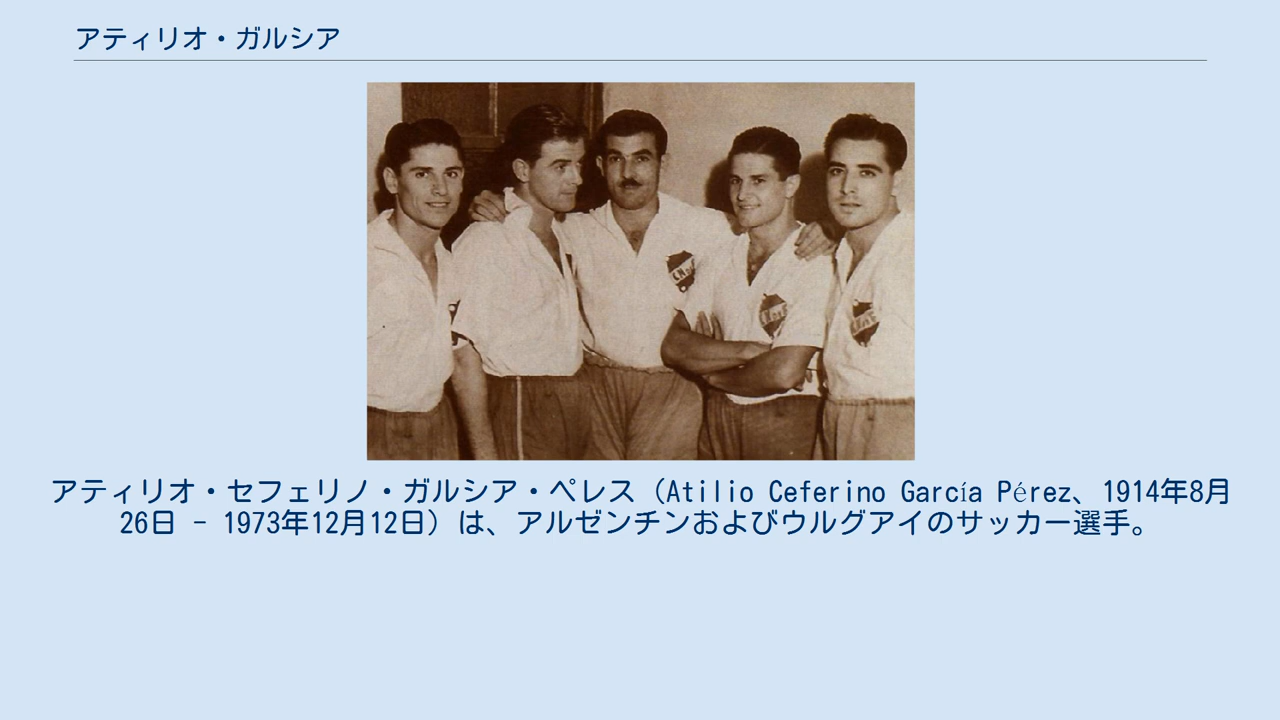 アティリオ・ガルシア
アティリオ・セフェリノ・ガルシア・ペレス（Atilio Ceferino García Pérez、1914年8月
26日 - 1973年12月12日）は、アルゼンチンおよびウルグアイのサッカー選手。